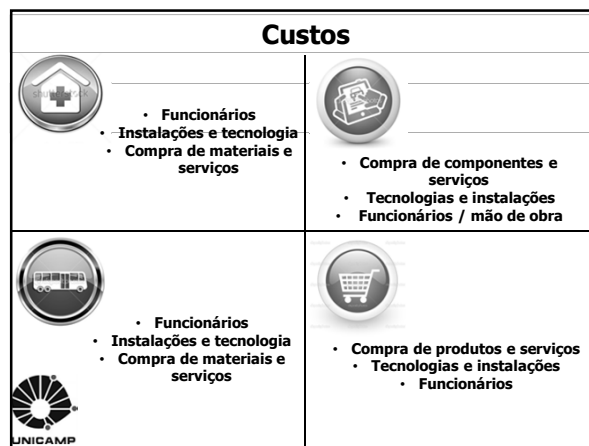 Custos
shutterstock
• Funcionários
• Instalações e tecnologia
• Compra de materiais e
serviços
• Compra de componentes e
serviços
• Tecnologias e instalações
• Funcionários / mão de obra
• Funcionários
• Instalações e tecnologia
• Compra de materiais e
serviços
• Compra de produtos e serviços
• Tecnologias e instalações
• Funcionários
UNICAMP